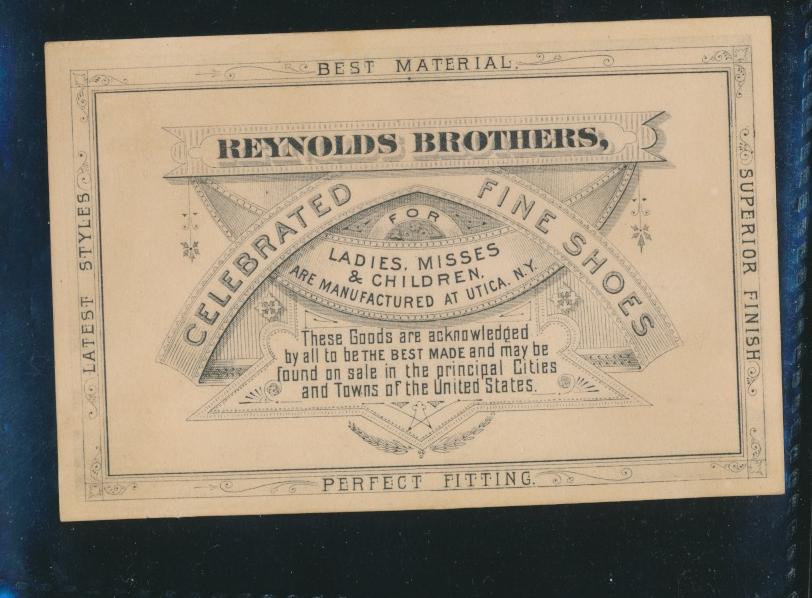 BEST MATERIAL.
LATEST STYLES
SUPERIOR FINISH
REYNOLDS BROTHERS,
CELEBRATED FINE SHOES
FOR
LADIES, MISSES
& CHILDREN,
ARE MANUFACTURED AT UTICA, N.Y.
These Goods are acknowledged
by all to be THE BEST MADE and may be
found on sale in the principal Cities
and Towns of the United States.
PERFECT FITTING.